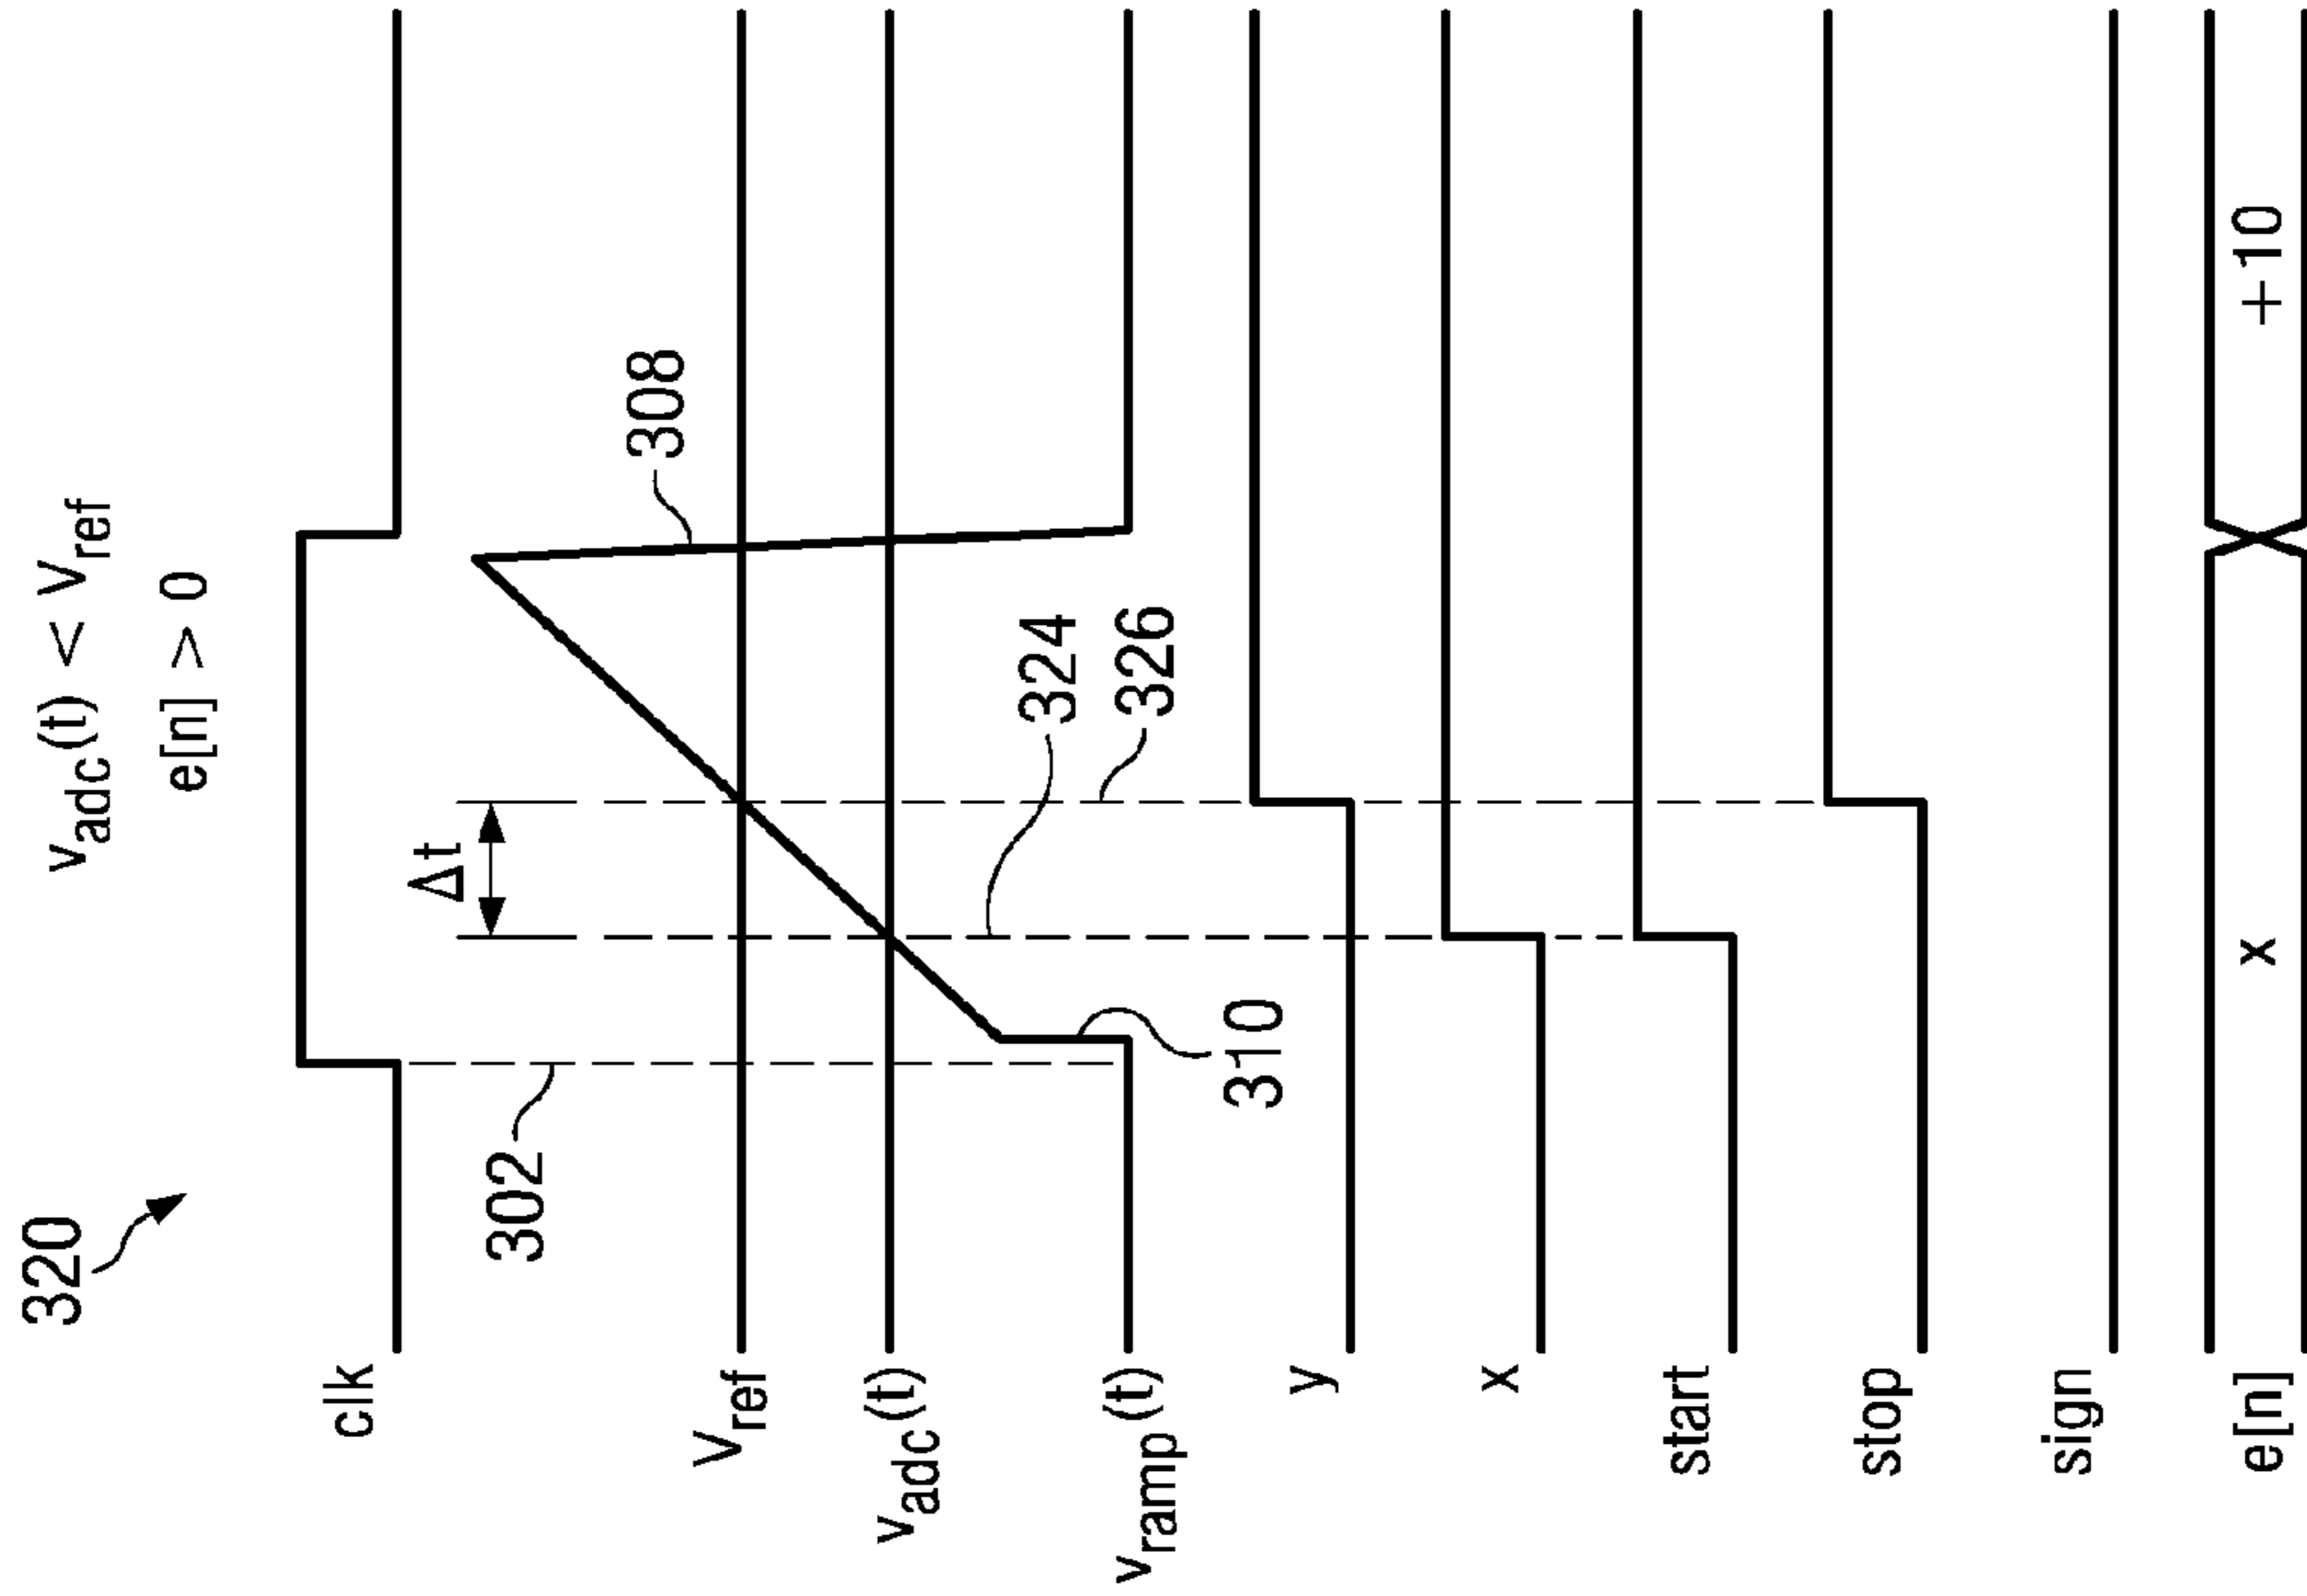 320
v_adc(t) < V_ref
e[n] > 0
clk
Δt
302
308
V_ref
v_adc(t)
324
326
v_ramp(t)
310
y
x
start
stop
sign
e[n]
x
+10